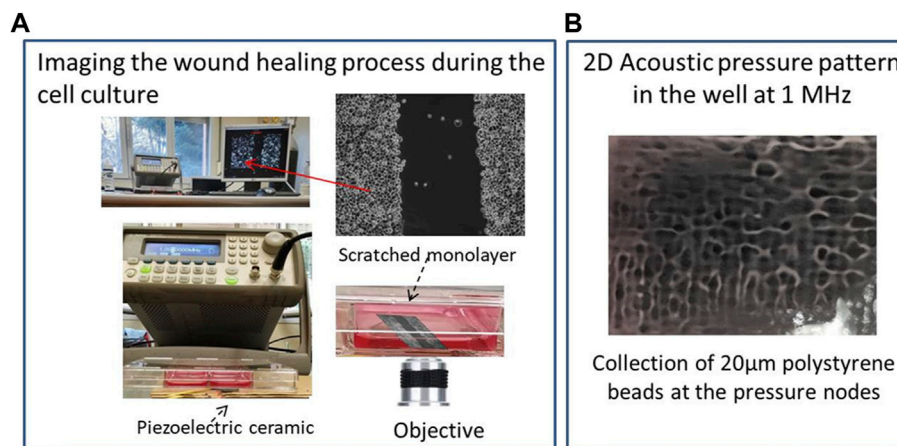 A
Imaging the wound healing process during the
cell culture
Scratched monolayer
Piezoelectric ceramic
Objective
B
2D Acoustic pressure pattern
in the well at 1 MHz
Collection of 20µm polystyrene
beads at the pressure nodes